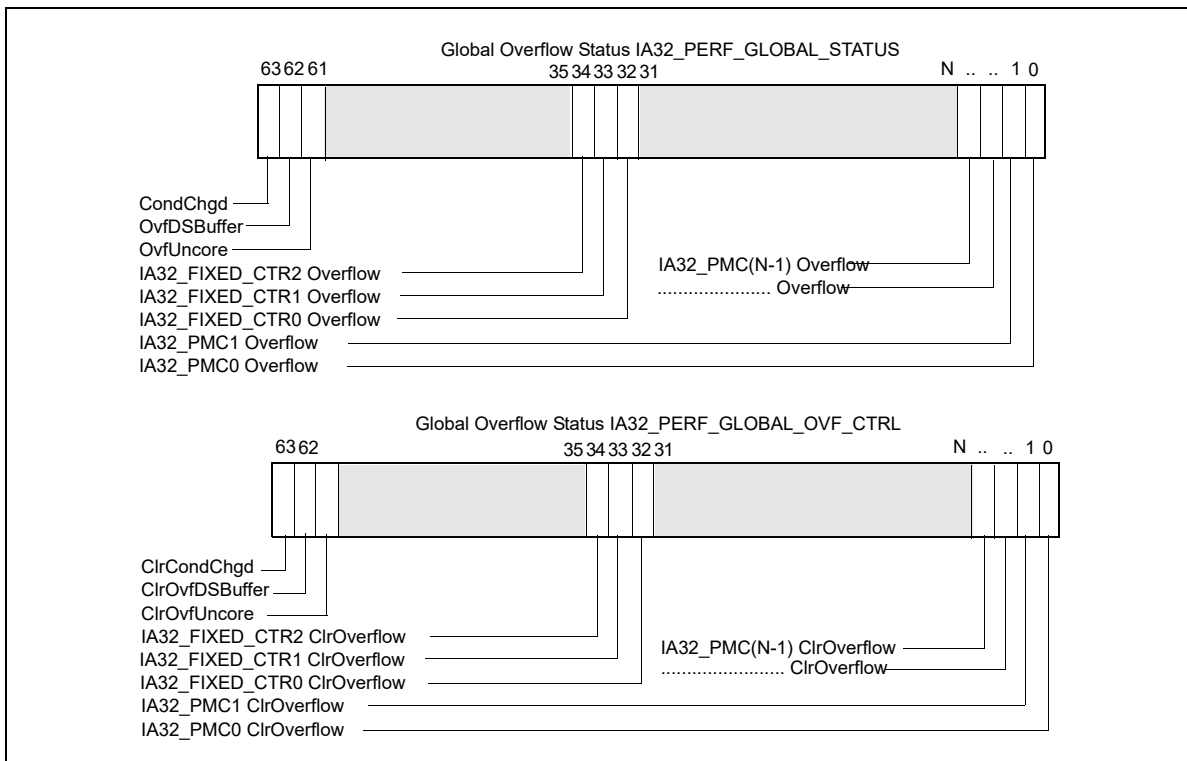 Global Overflow Status IA32_PERF_GLOBAL_STATUS
63 62 61 35 34 33 32 31 N .. .. 1 0
CondChgd
OvfDSBuffer
OvfUncore
IA32_FIXED_CTR2 Overflow
IA32_FIXED_CTR1 Overflow
IA32_FIXED_CTR0 Overflow
IA32_PMC1 Overflow
IA32_PMC0 Overflow
IA32_PMC(N-1) Overflow
...................... Overflow
Global Overflow Status IA32_PERF_GLOBAL_OVF_CTRL
63 62 35 34 33 32 31 N .. .. 1 0
ClrCondChgd
ClrOvfDSBuffer
ClrOvfUncore
IA32_FIXED_CTR2 ClrOverflow
IA32_FIXED_CTR1 ClrOverflow
IA32_FIXED_CTR0 ClrOverflow
IA32_PMC1 ClrOverflow
IA32_PMC0 ClrOverflow
IA32_PMC(N-1) ClrOverflow
........................ ClrOverflow